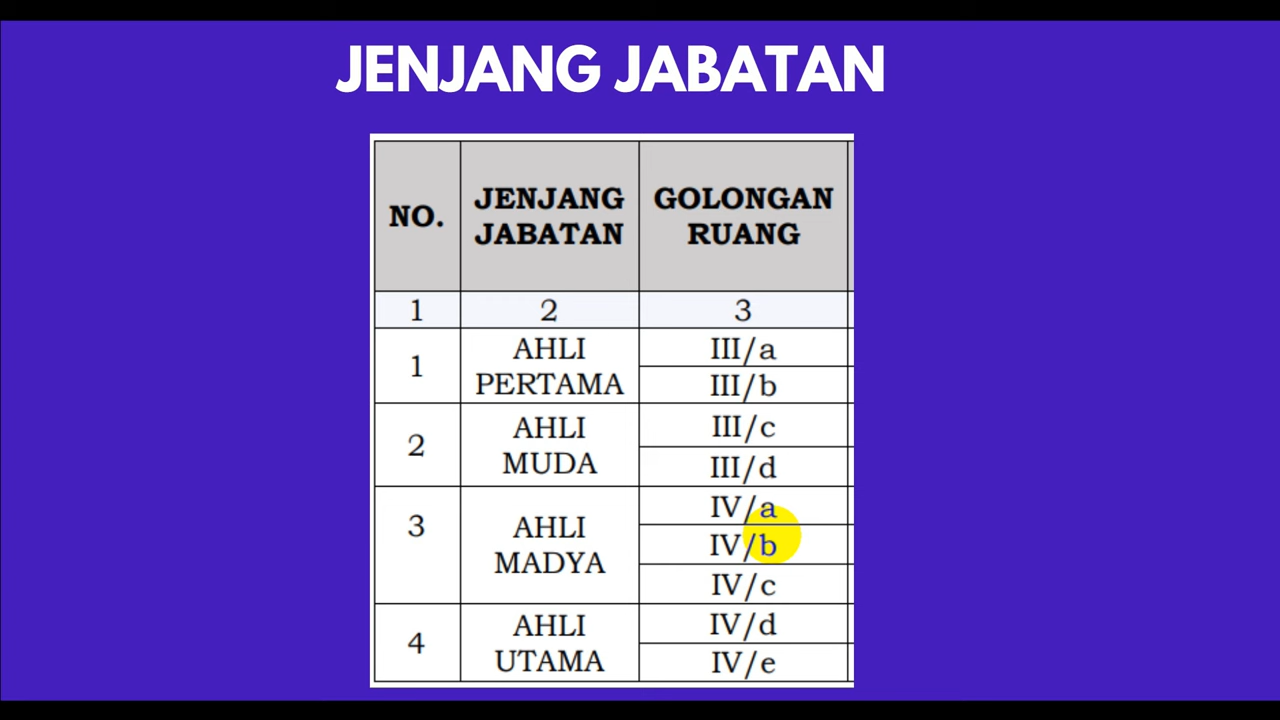 JENJANG JABATAN
NO.
JENJANG
JABATAN
GOLONGAN
RUANG
1 2 3
1
AHLI
PERTAMA
III/a
III/b
2
AHLI
MUDA
III/c
III/d
3
AHLI
MADYA
IV/a
IV/b
IV/c
4
AHLI
UTAMA
IV/d
IV/e